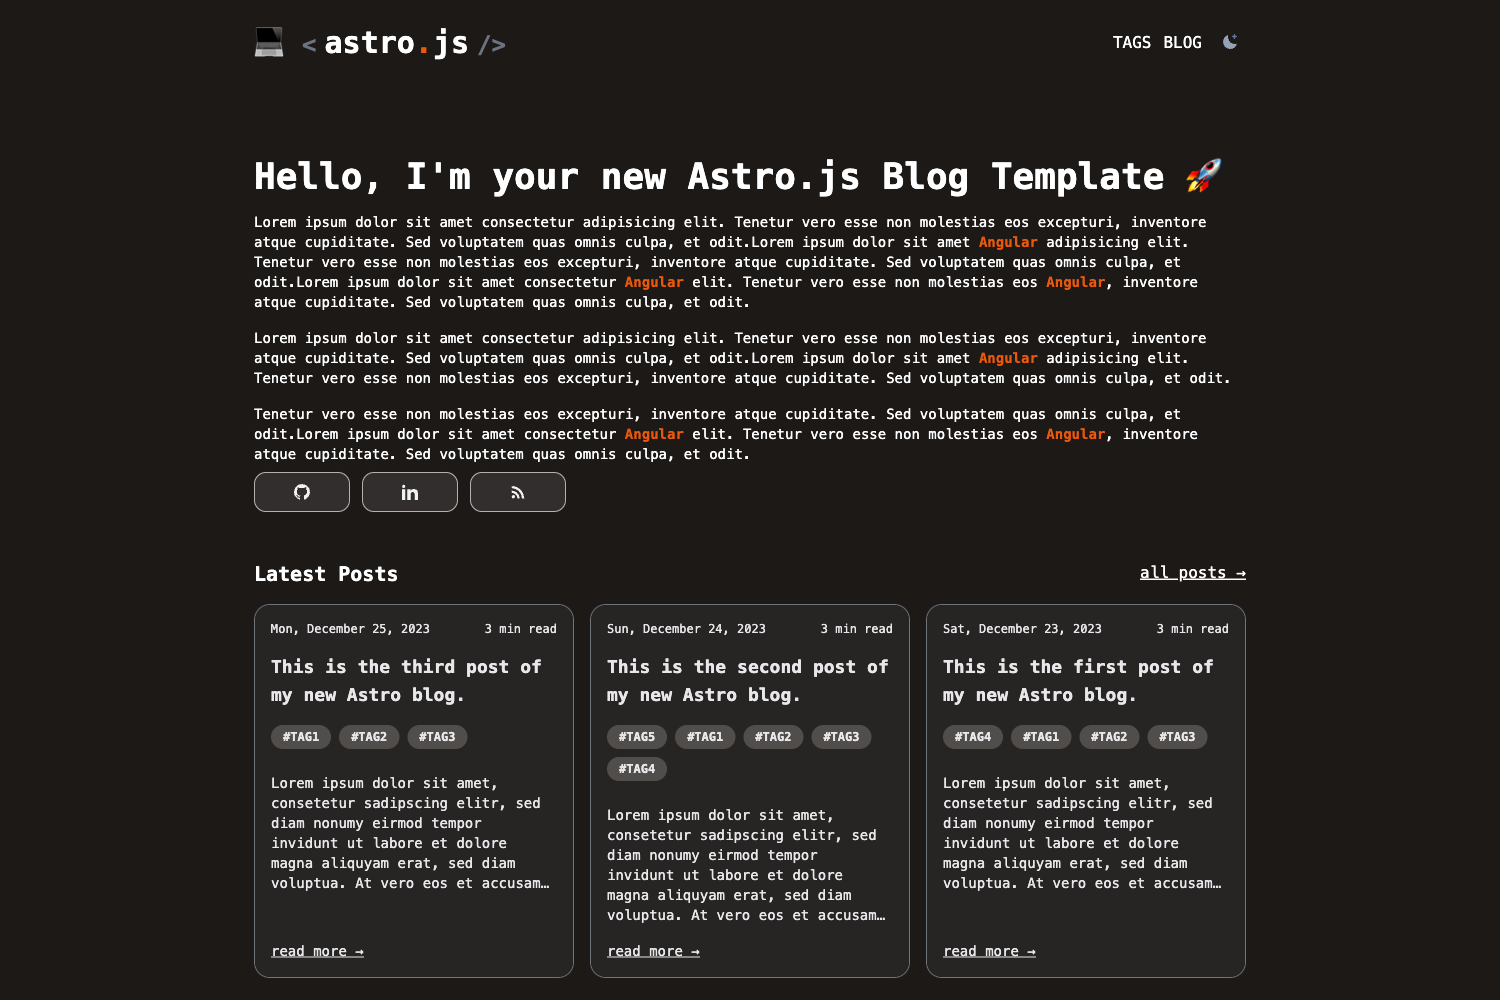 💻 < astro.js />
TAGS BLOG
Hello, I'm your new Astro.js Blog Template 🚀
Lorem ipsum dolor sit amet consectetur adipisicing elit. Tenetur vero esse non molestias eos excepturi, inventore
atque cupiditate. Sed voluptatem quas omnis culpa, et odit.Lorem ipsum dolor sit amet Angular adipisicing elit.
Tenetur vero esse non molestias eos excepturi, inventore atque cupiditate. Sed voluptatem quas omnis culpa, et
odit.Lorem ipsum dolor sit amet consectetur Angular elit. Tenetur vero esse non molestias eos Angular, inventore
atque cupiditate. Sed voluptatem quas omnis culpa, et odit.
Lorem ipsum dolor sit amet consectetur adipisicing elit. Tenetur vero esse non molestias eos excepturi, inventore
atque cupiditate. Sed voluptatem quas omnis culpa, et odit.Lorem ipsum dolor sit amet Angular adipisicing elit.
Tenetur vero esse non molestias eos excepturi, inventore atque cupiditate. Sed voluptatem quas omnis culpa, et odit.
Tenetur vero esse non molestias eos excepturi, inventore atque cupiditate. Sed voluptatem quas omnis culpa, et
odit.Lorem ipsum dolor sit amet consectetur Angular elit. Tenetur vero esse non molestias eos Angular, inventore
atque cupiditate. Sed voluptatem quas omnis culpa, et odit.
in
Latest Posts
all posts →
Mon, December 25, 2023
3 min read
This is the third post of
my new Astro blog.
#TAG1 #TAG2 #TAG3
Lorem ipsum dolor sit amet,
consetetur sadipscing elitr, sed
diam nonumy eirmod tempor
invidunt ut labore et dolore
magna aliquyam erat, sed diam
voluptua. At vero eos et accusam…
read more →
Sun, December 24, 2023
3 min read
This is the second post of
my new Astro blog.
#TAG5 #TAG1 #TAG2 #TAG3
#TAG4
Lorem ipsum dolor sit amet,
consetetur sadipscing elitr, sed
diam nonumy eirmod tempor
invidunt ut labore et dolore
magna aliquyam erat, sed diam
voluptua. At vero eos et accusam…
read more →
Sat, December 23, 2023
3 min read
This is the first post of
my new Astro blog.
#TAG4 #TAG1 #TAG2 #TAG3
Lorem ipsum dolor sit amet,
consetetur sadipscing elitr, sed
diam nonumy eirmod tempor
invidunt ut labore et dolore
magna aliquyam erat, sed diam
voluptua. At vero eos et accusam…
read more →